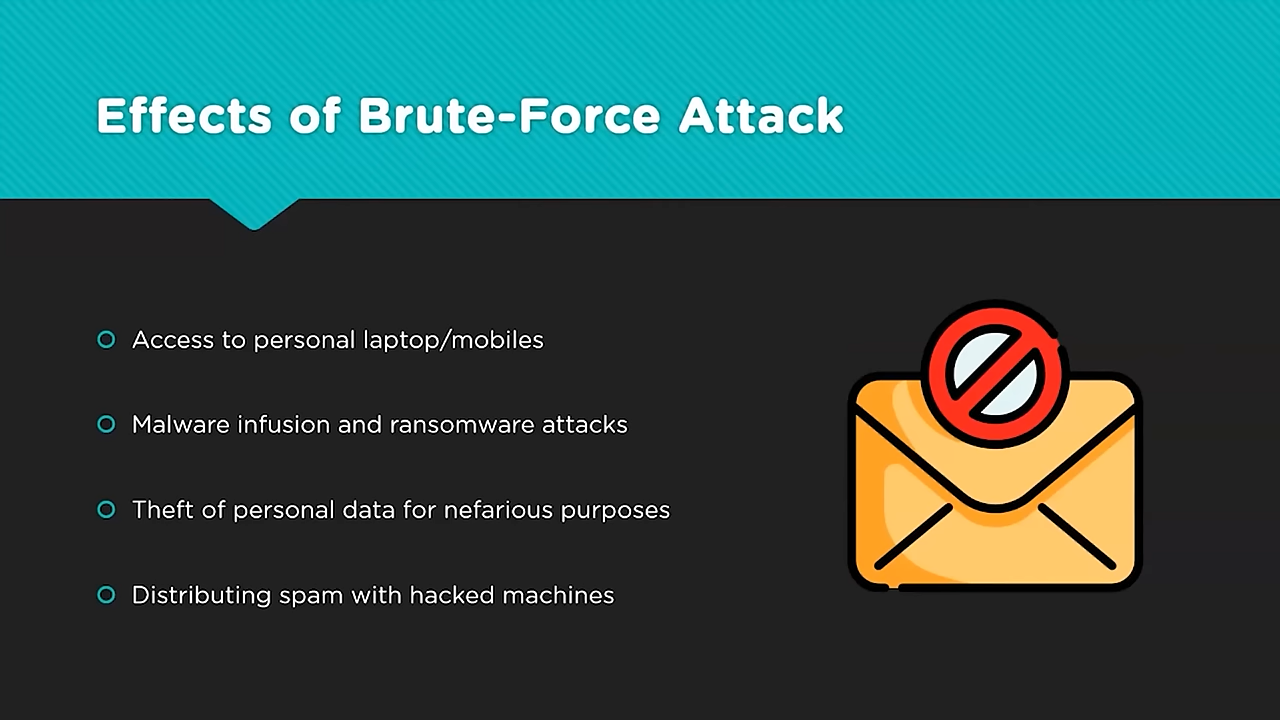 Effects of Brute-Force Attack
Access to personal laptop/mobiles
Malware infusion and ransomware attacks
Theft of personal data for nefarious purposes
Distributing spam with hacked machines